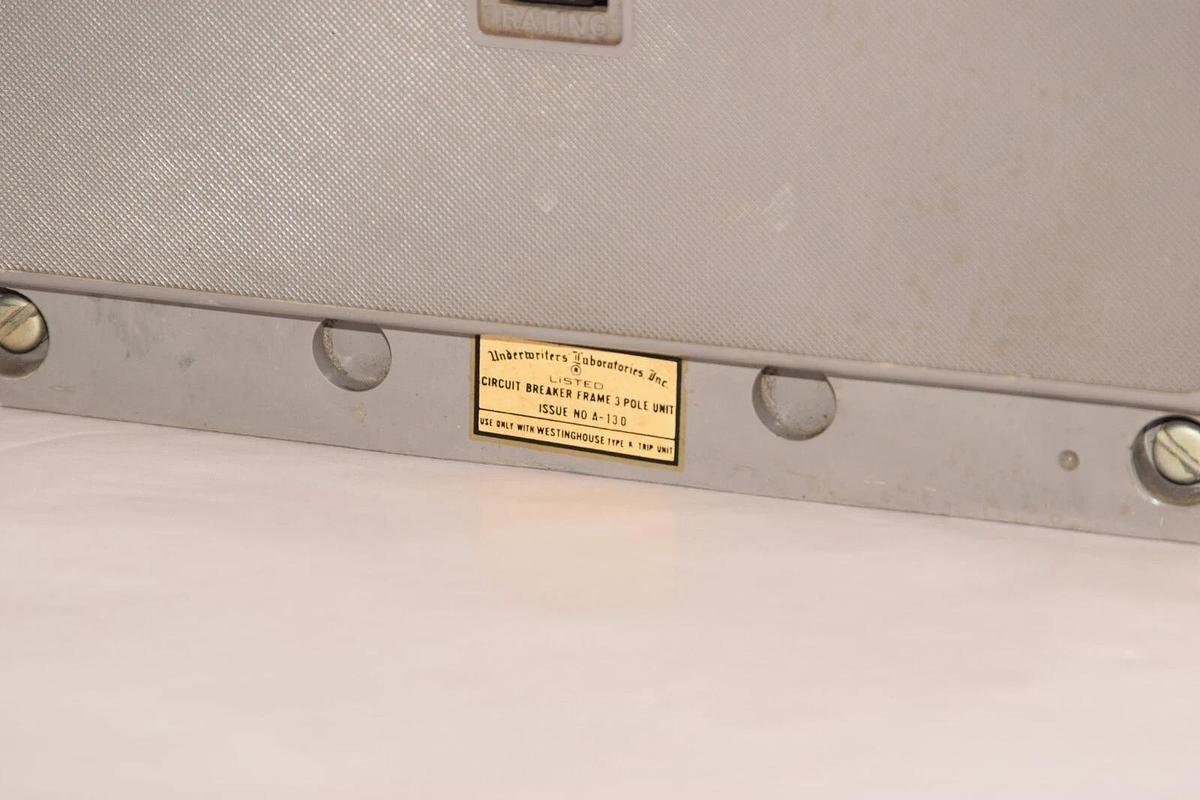 RATING
Underwriters Laboratories Inc.
LISTED
CIRCUIT BREAKER FRAME 3 POLE UNIT
ISSUE NO A-130
USE ONLY WITH WESTINGHOUSE TYPE K TRIP UNIT